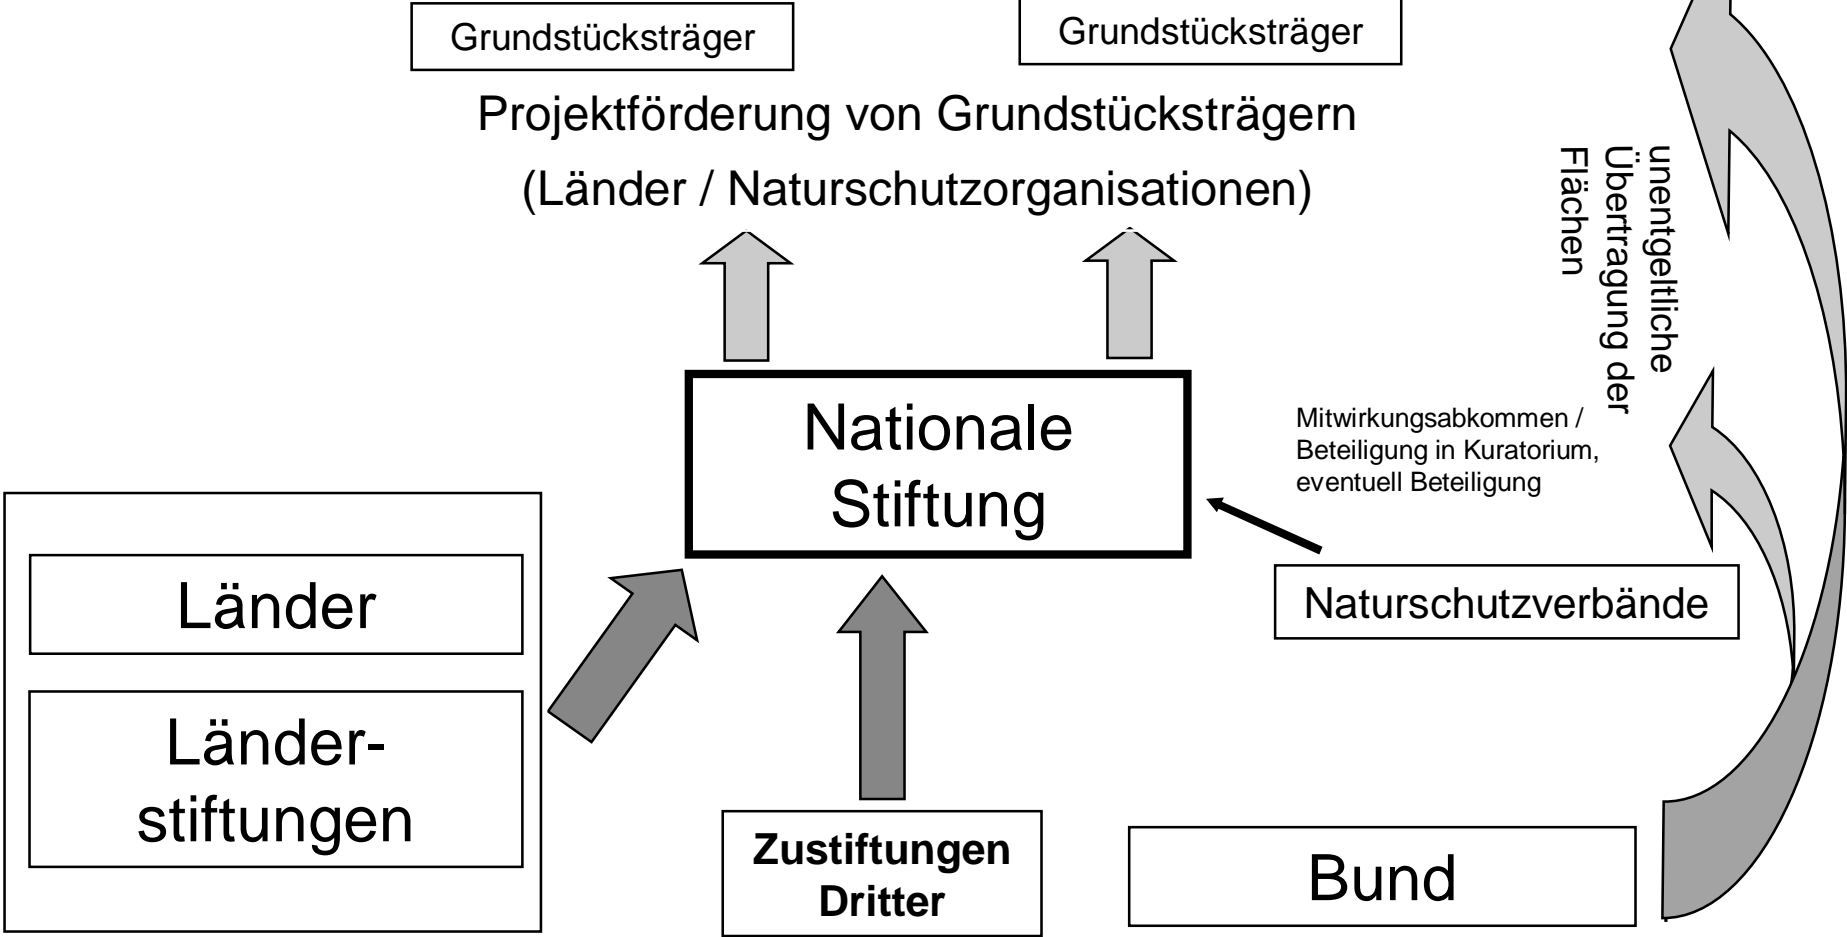 Grundstücksträger
Grundstücksträger
Projektförderung von Grundstücksträgern
(Länder / Naturschutzorganisationen)
unentgeltliche
Übertragung der
Flächen
Nationale
Stiftung
Mitwirkungsabkommen /
Beteiligung in Kuratorium,
eventuell Beteiligung
Naturschutzverbände
Länder
Länder-
stiftungen
Zustiftungen
Dritter
Bund